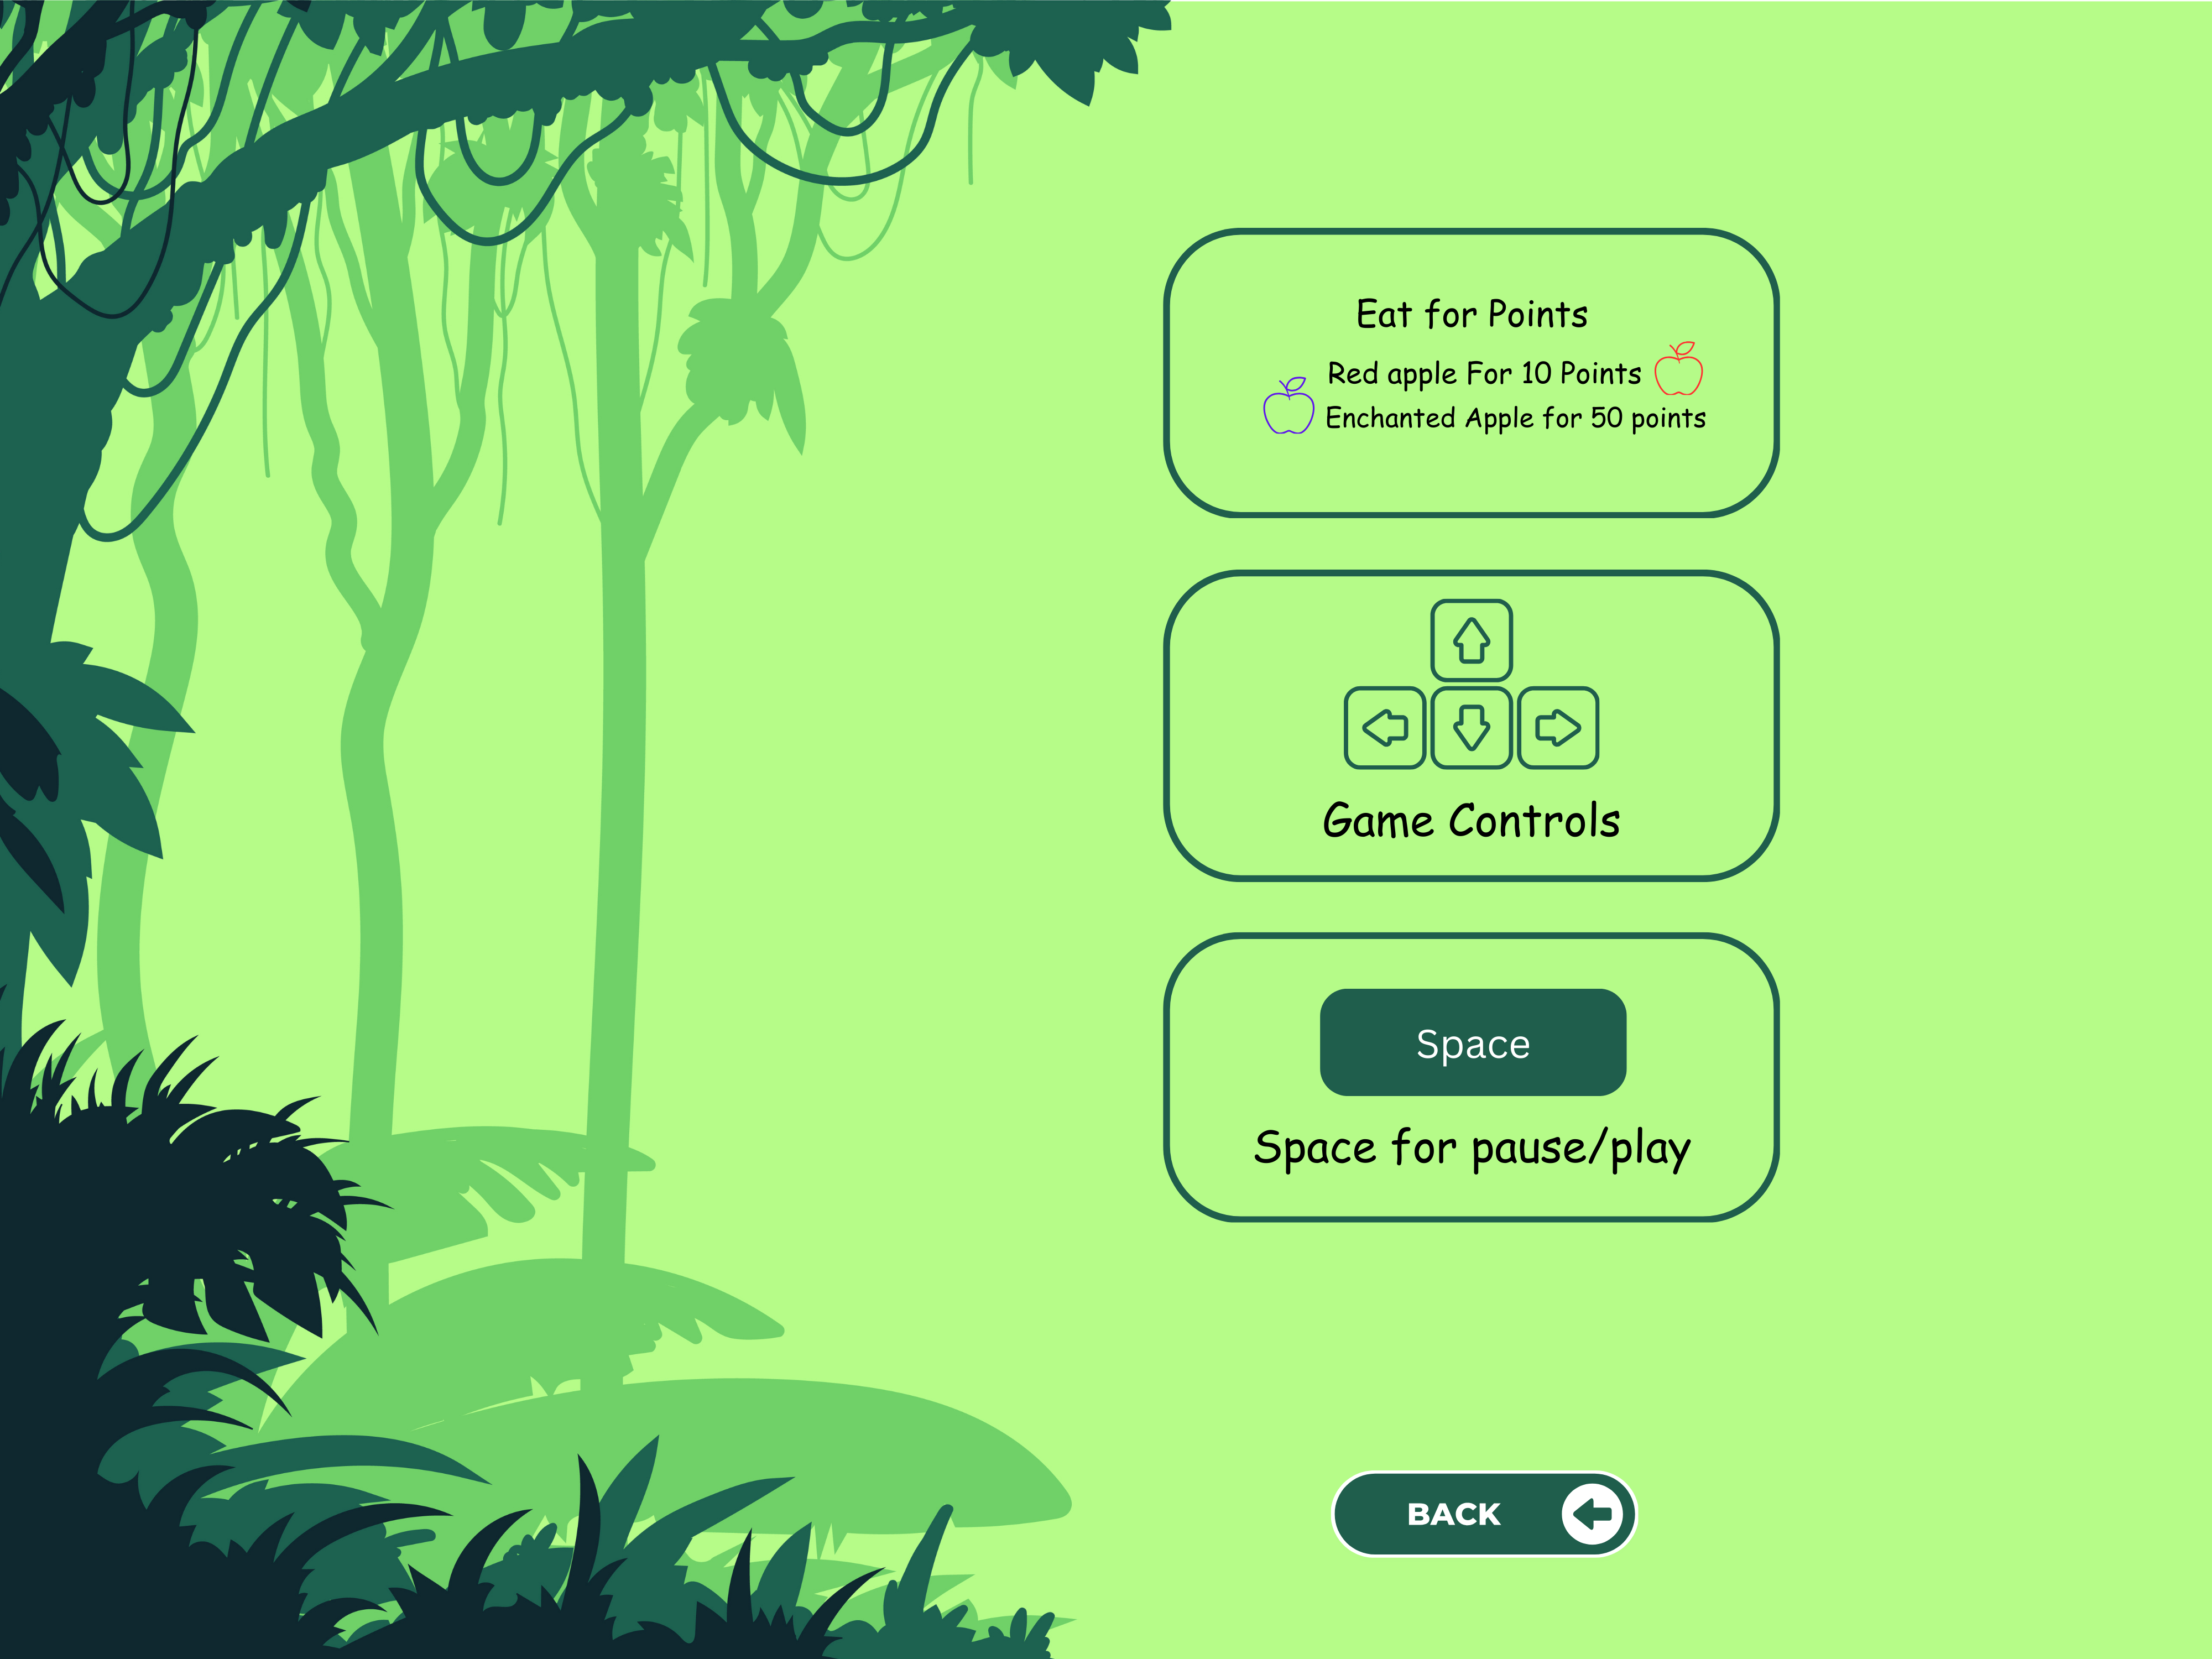 Eat for Points
Red apple For 10 Points
Enchanted Apple for 50 points
Game Controls
Space
Space for pause/play
BACK